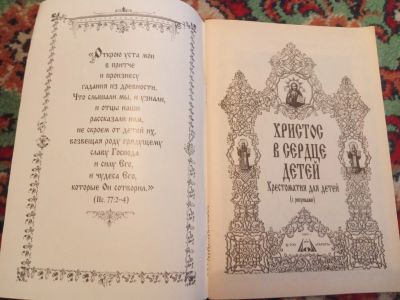 «Открою уста мои
в притче
и произнесу
гадания из древности.
Что слышали мы, и узнали,
и отцы наши
рассказали нам,
не скроем от детей их,
возвещая роду грядущему
славу Господа
и силу Его,
и чудеса Его,
которые Он сотворил.»
(Пс. 77:2-4)
ХРИСТОС
В СЕРДЦЕ
ДЕТЕЙ
Хрестоматия для детей
(с рисунками)